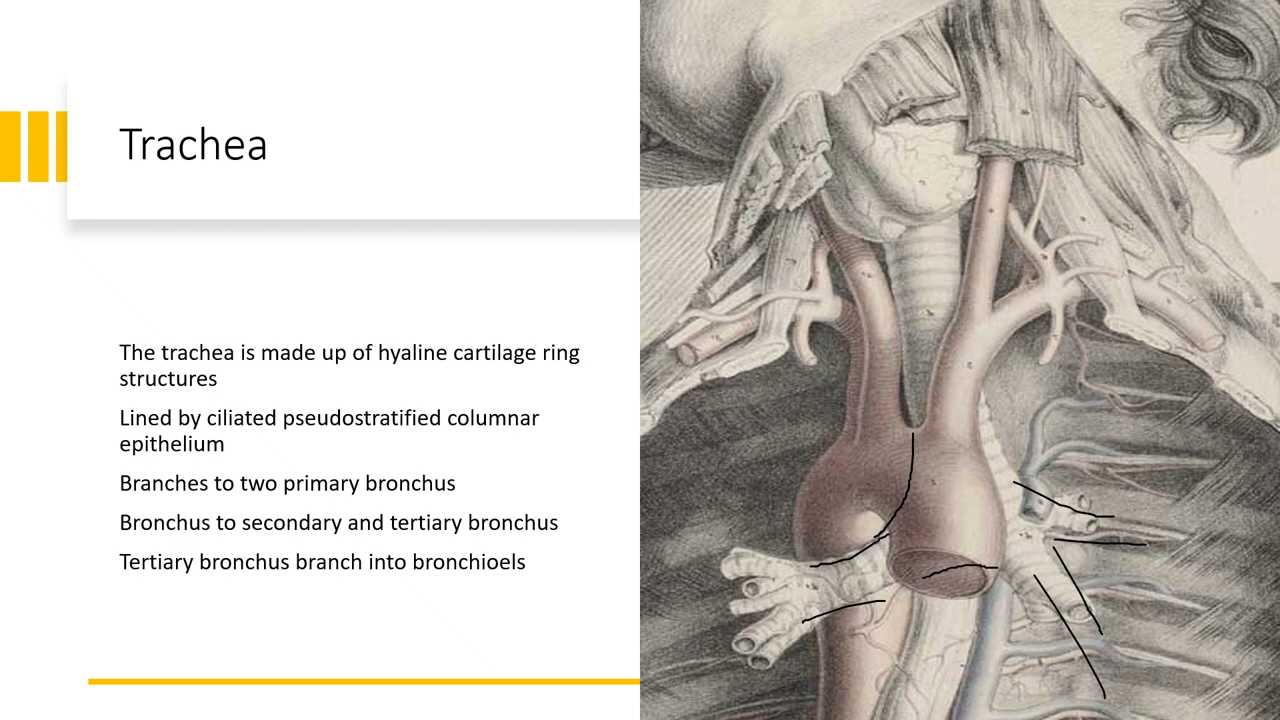 Trachea
The trachea is made up of hyaline cartilage ring
structures
Lined by ciliated pseudostratified columnar
epithelium
Branches to two primary bronchus
Bronchus to secondary and tertiary bronchus
Tertiary bronchus branch into bronchioels